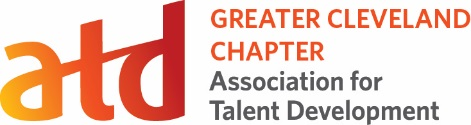 atd
GREATER CLEVELAND
CHAPTER
Association for
Talent Development